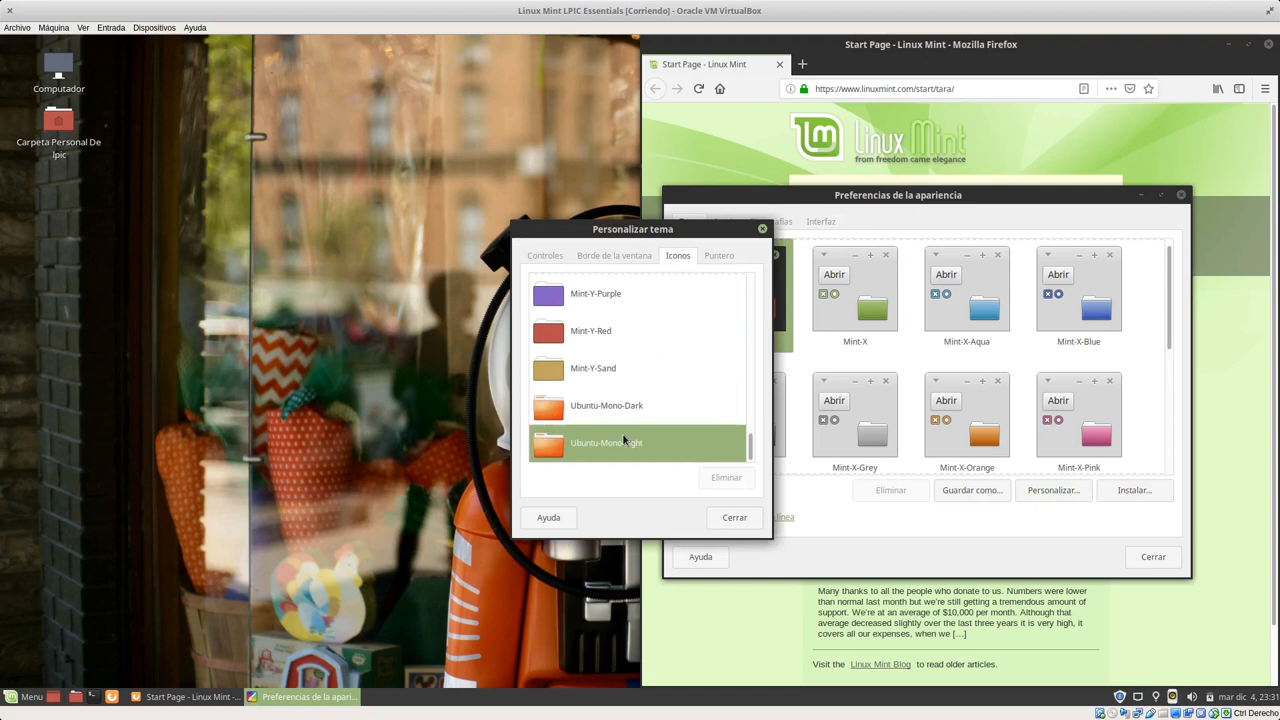 Linux Mint LPIC Essentials [Corriendo] - Oracle VM VirtualBox
Archivo Máquina Ver Entrada Dispositivos Ayuda
Computador
Carpeta Personal De
lpic
Start Page - Linux Mint - Mozilla Firefox
Start Page - Linux Mint
https://www.linuxmint.com/start/tara/
Linux Mint
from freedom came elegance
Preferencias de la apariencia
Interfaz
Personalizar tema
Controles Borde de la ventana Iconos Puntero
Mint-Y-Purple
Mint-Y-Red
Mint-Y-Sand
Ubuntu-Mono-Dark
Eliminar
Ayuda Cerrar
Abrir Abrir Abrir
Mint-X Mint-X-Aqua Mint-X-Blue
Abrir Abrir Abrir
Mint-X-Grey Mint-X-Orange Mint-X-Pink
Eliminar Guardar como... Personalizar... Instalar...
Ayuda Cerrar
Many thanks to all the people who donate to us. Numbers were lower
than normal last month but we're still getting a tremendous amount of
support. We're at an average of $10,000 per month. Although that
average decreased slightly over the last three years it is very high, it
covers all our expenses, when we […]
Visit the Linux Mint Blog to read older articles.
Menu Start Page - Linux Mint -... Preferencias de la apari... mar dic 4, 23:31
Ctrl Derecho